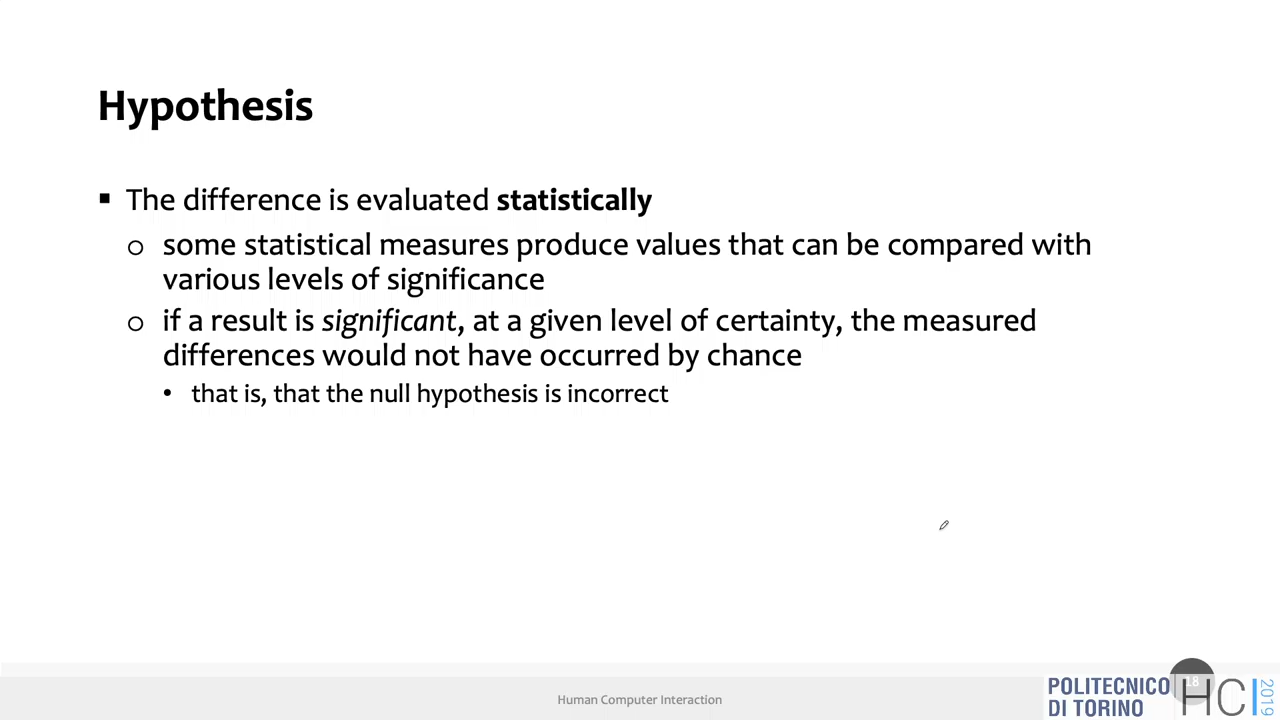 Hypothesis
▪ The difference is evaluated statistically
o some statistical measures produce values that can be compared with
various levels of significance
o if a result is significant, at a given level of certainty, the measured
differences would not have occurred by chance
• that is, that the null hypothesis is incorrect
Human Computer Interaction
POLITECNICO
DI TORINO
18
HCI
2019